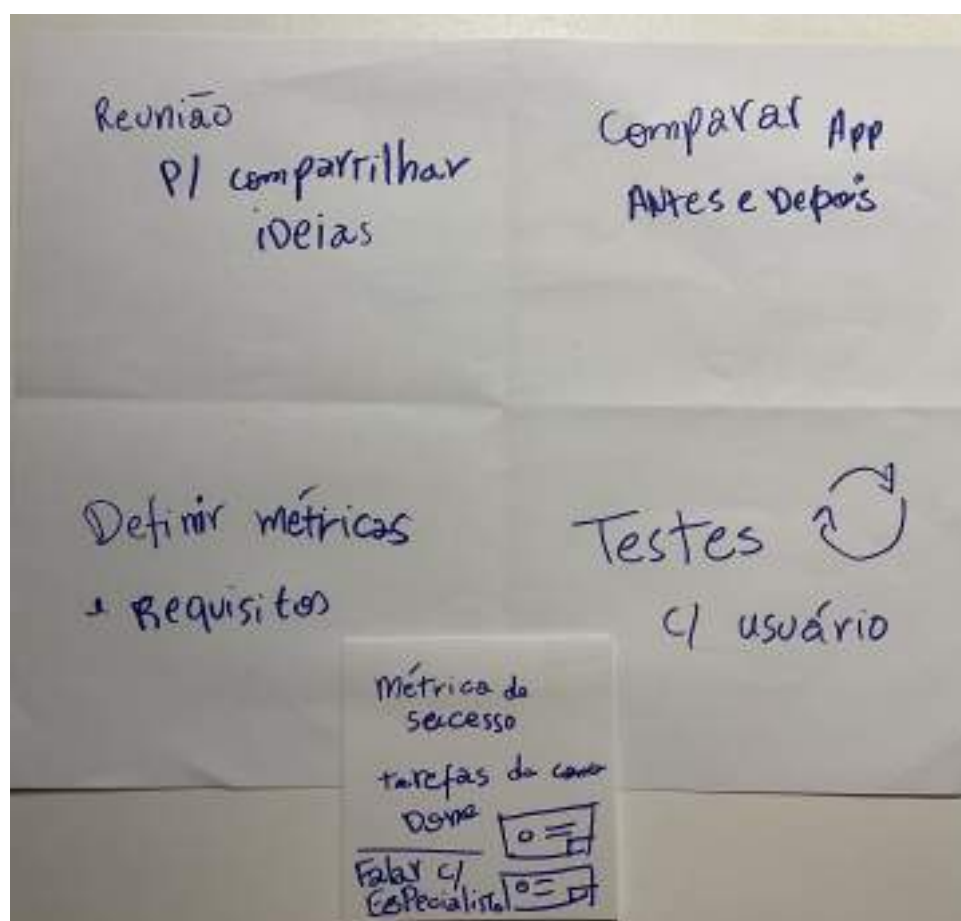 Reunião
P/ compartilhar
ideias
Comparar App
Antes e Depois
Definir métricas
e Requisitos
Testes
c/ usuário
Métrica de
sucesso
tarefas do
Done
Falar c/
Especialista